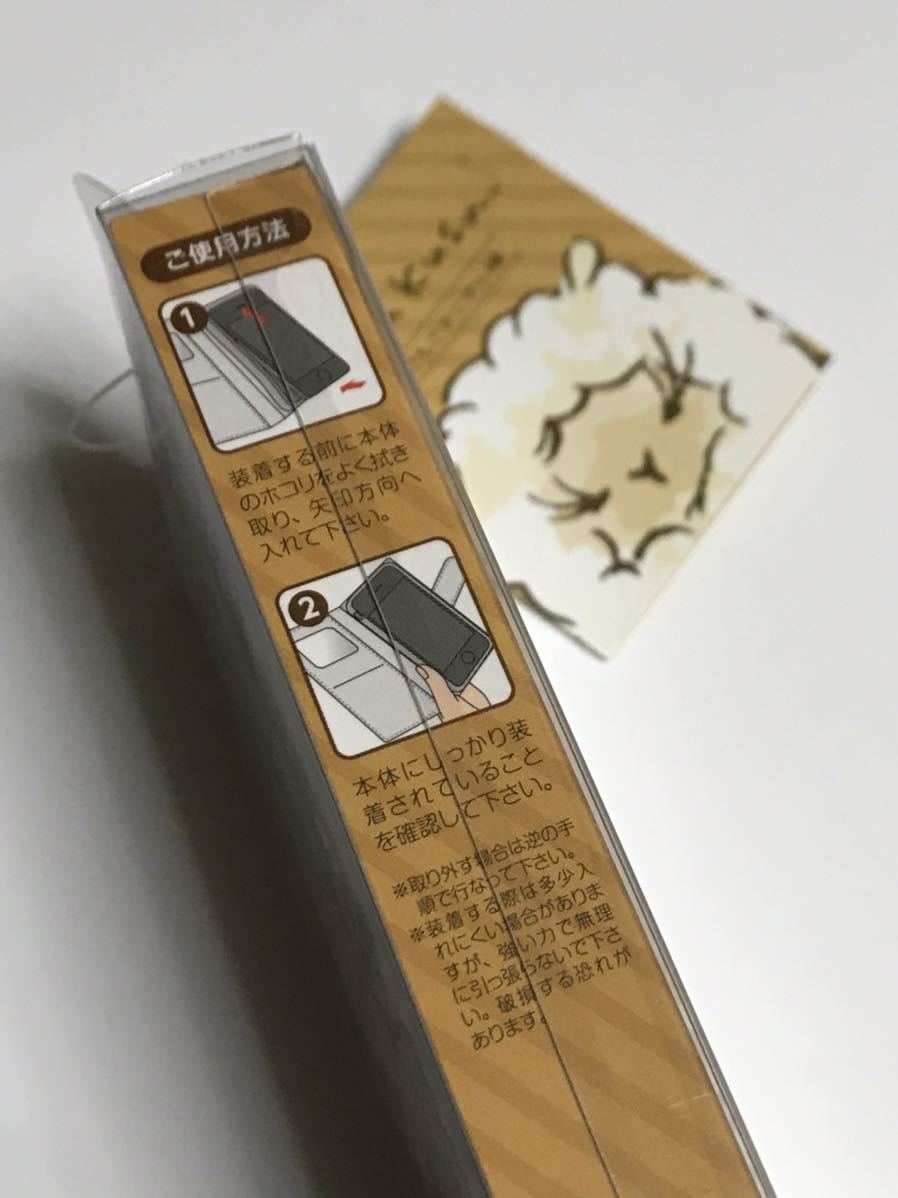 ご使用方法
1
装着する前に本体
のホコリをよく拭き
取り、矢印方向へ
入れて下さい。
2
本体にしっかり装
着されていること
を確認して下さい。
※取り外す場合は逆の手
順で行なって下さい。
※装着する際は多少入
れにくい場合がありま
すが、強い力で無理
に引っ張らないで下さ
い。破損する恐れが
あります。